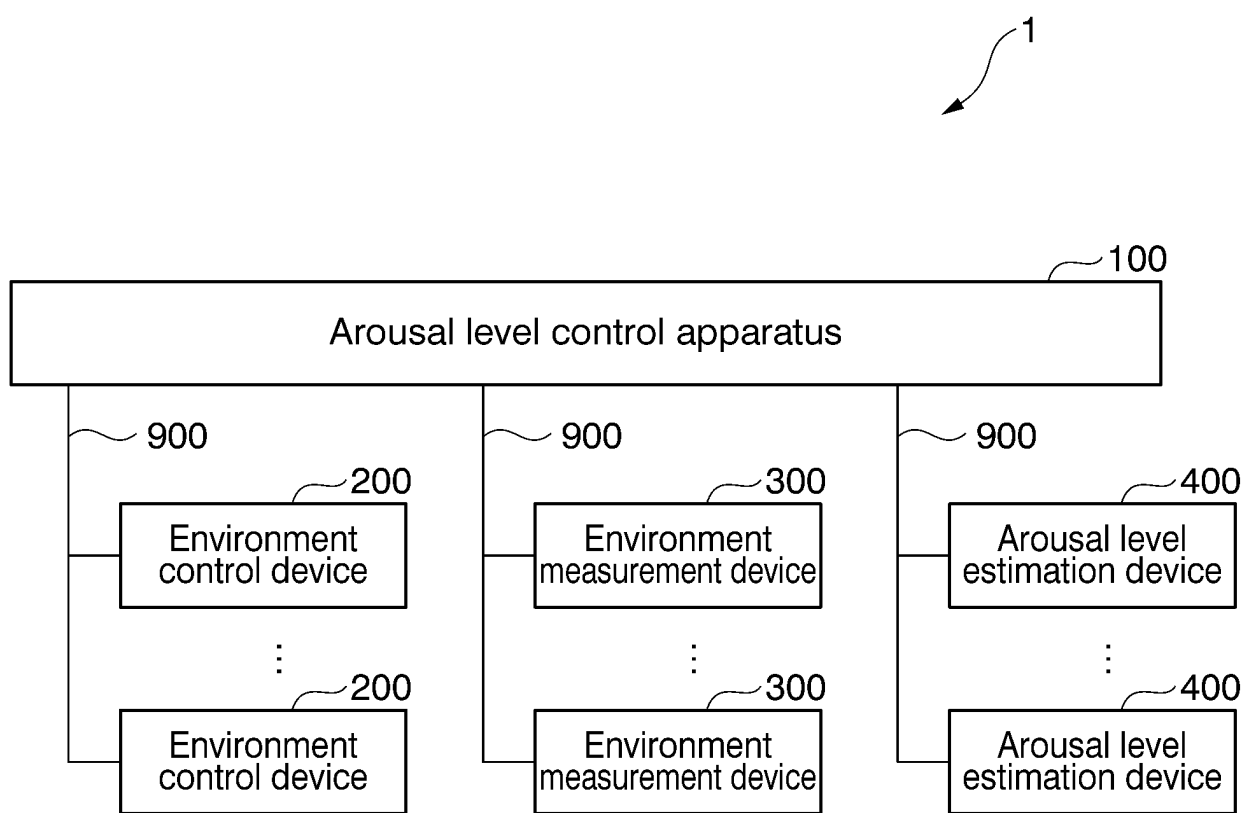 1
100
Arousal level control apparatus
900 900 900
200 300 400
Environment
control device
Environment
measurement device
Arousal level
estimation device
⋮ ⋮ ⋮
200 300 400
Environment
control device
Environment
measurement device
Arousal level
estimation device